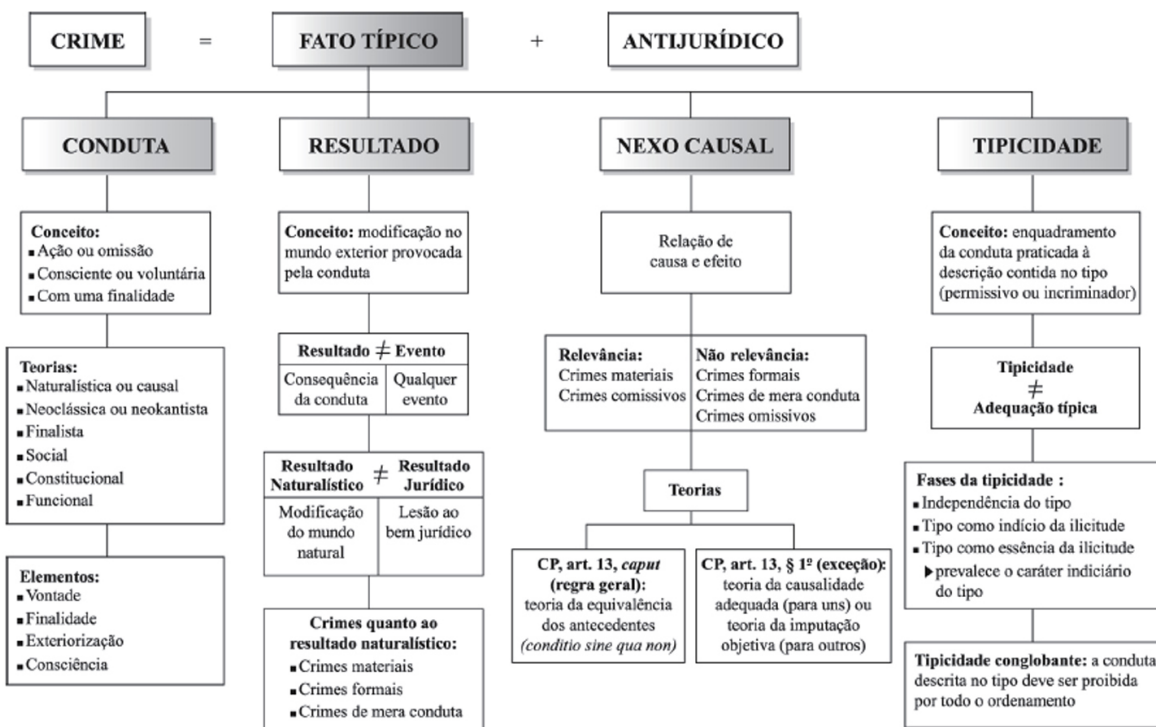 CRIME
=
FATO TÍPICO
+
ANTIJURÍDICO
CONDUTA
Conceito:
▪ Ação ou omissão
▪ Consciente ou voluntária
▪ Com uma finalidade
Teorias:
▪ Naturalística ou causal
▪ Neoclássica ou neokantista
▪ Finalista
▪ Social
▪ Constitucional
▪ Funcional
Elementos:
▪ Vontade
▪ Finalidade
▪ Exteriorização
▪ Consciência
RESULTADO
Conceito: modificação no
mundo exterior provocada
pela conduta
Resultado ≠ Evento
Consequência
da conduta
Qualquer
evento
Resultado
Naturalístico
≠
Resultado
Jurídico
Modificação
do mundo
natural
Lesão ao
bem jurídico
Crimes quanto ao
resultado naturalístico:
▪ Crimes materiais
▪ Crimes formais
▪ Crimes de mera conduta
NEXO CAUSAL
Relação de
causa e efeito
Relevância:
Crimes materiais
Crimes comissivos
Não relevância:
Crimes formais
Crimes de mera conduta
Crimes omissivos
Teorias
CP, art. 13, caput
(regra geral):
teoria da equivalência
dos antecedentes
(conditio sine qua non)
CP, art. 13, § 1º (exceção):
teoria da causalidade
adequada (para uns) ou
teoria da imputação
objetiva (para outros)
TIPICIDADE
Conceito: enquadramento
da conduta praticada à
descrição contida no tipo
(permissivo ou incriminador)
Tipicidade
≠
Adequação típica
Fases da tipicidade :
▪ Independência do tipo
▪ Tipo como indício da ilicitude
▪ Tipo como essência da ilicitude
▶ prevalece o caráter indiciário
do tipo
Tipicidade conglobante: a conduta
descrita no tipo deve ser proibida
por todo o ordenamento